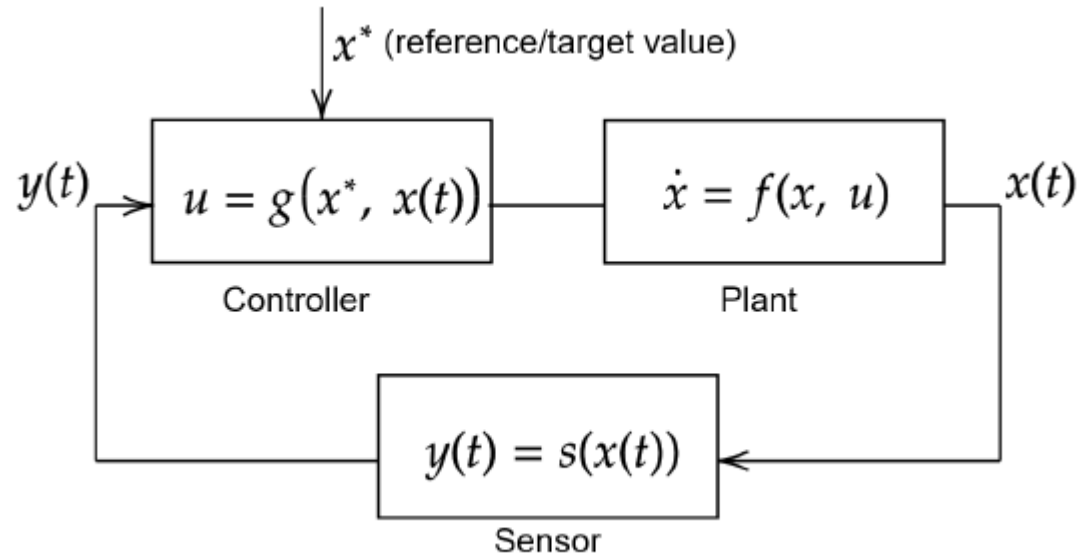 x* (reference/target value)
y(t)
u = g(x*, x(t))
ẋ = f(x, u)
x(t)
Controller
Plant
y(t) = s(x(t))
Sensor